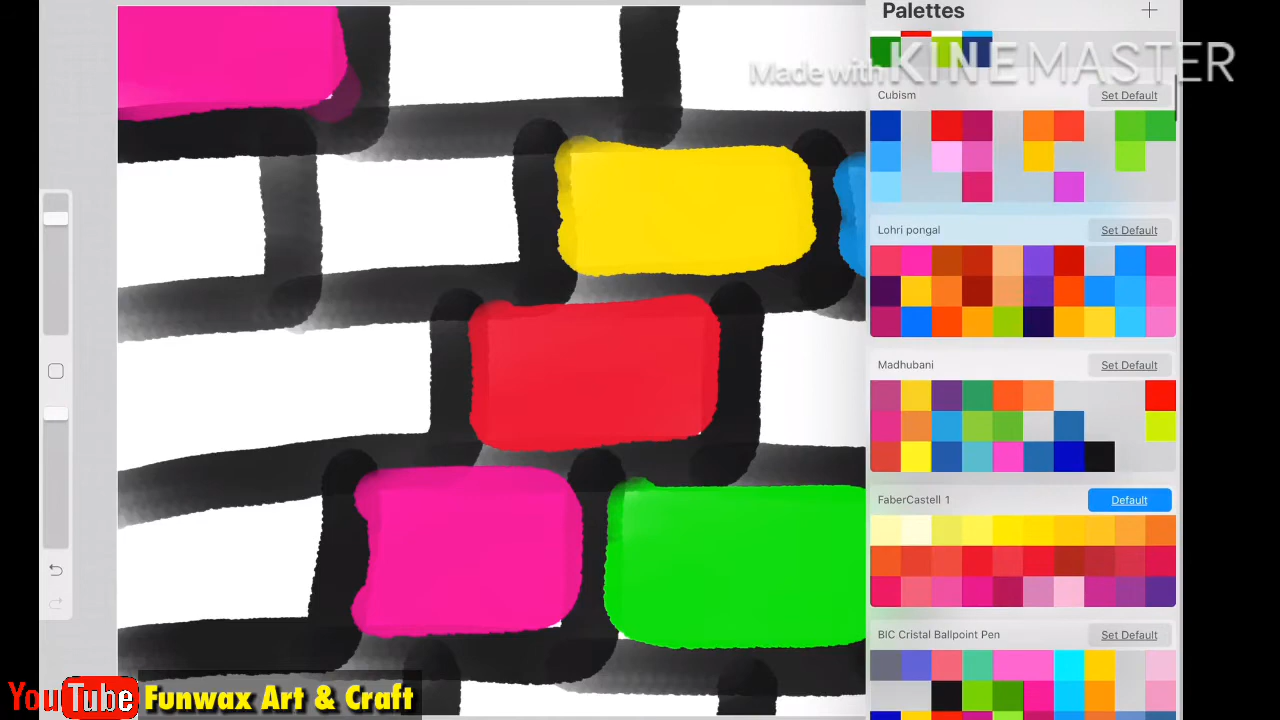 Palettes
Made with KINEMASTER
Cubism
Set Default
Lohri pongal
Set Default
Madhubani
Set Default
FaberCastell 1
Default
BIC Cristal Ballpoint Pen
Set Default
YouTube Funwax Art & Craft